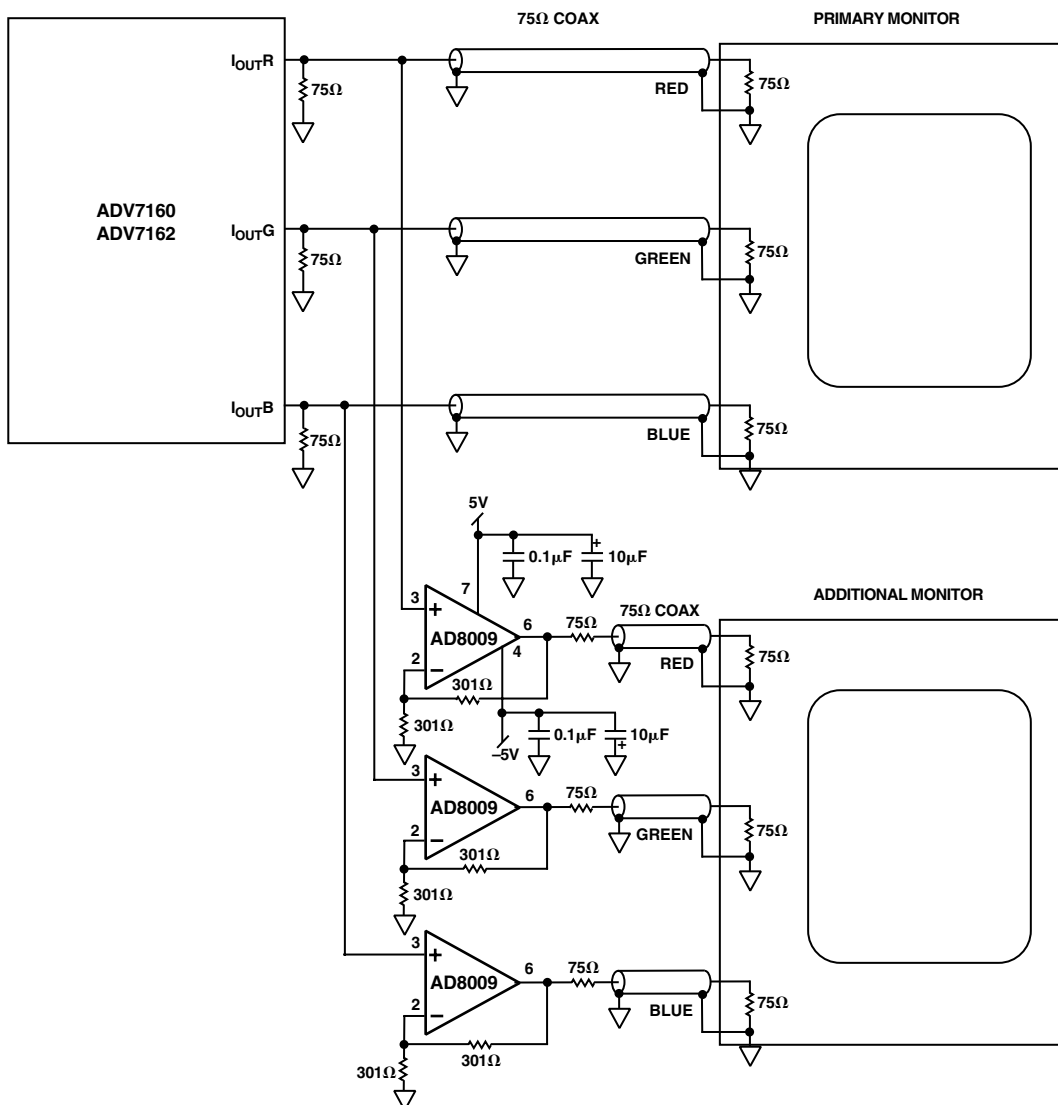 75Ω COAX
PRIMARY MONITOR
IOUTR
75Ω
RED
75Ω
ADV7160
ADV7162
IOUTG
75Ω
GREEN
75Ω
IOUTB
75Ω
BLUE
75Ω
5V
0.1μF
+
10μF
7
ADDITIONAL MONITOR
3
+
AD8009
6
75Ω
75Ω COAX
4
2
−
RED
75Ω
301Ω
301Ω
0.1μF
10μF
+
−5V
3
+
AD8009
6
75Ω
2
−
GREEN
75Ω
301Ω
301Ω
3
+
AD8009
6
75Ω
2
−
BLUE
75Ω
301Ω
301Ω